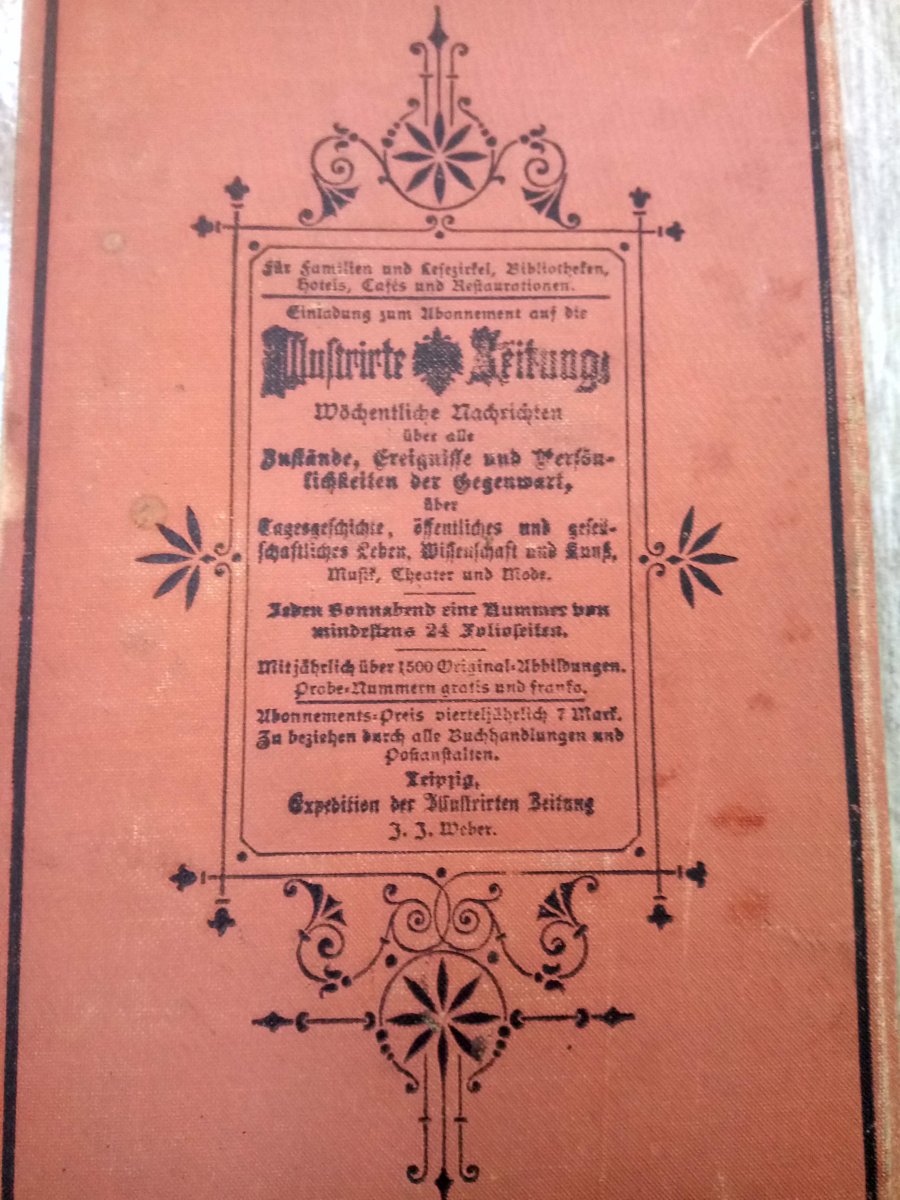 Für Familien und Lesezirkel, Bibliotheken,
Hotels, Cafés und Restaurationen.
Einladung zum Abonnement auf die
Illustrirte Zeitung
Wöchentliche Nachrichten
über alle
Zustände, Ereignisse und Persön-
lichkeiten der Gegenwart,
über
Tagesgeschichte, öffentliches und gesell-
schaftliches Leben, Wissenschaft und Kunst,
Musik, Theater und Mode.
Jeden Sonnabend eine Nummer von
mindestens 24 Folioseiten.
Mit jährlich über 1500 Original-Abbildungen.
Probe-Nummern gratis und franko.
Abonnements-Preis vierteljährlich 7 Mark.
Zu beziehen durch alle Buchhandlungen und
Postanstalten.
Leipzig,
Expedition der Illustrirten Zeitung
J. J. Weber.